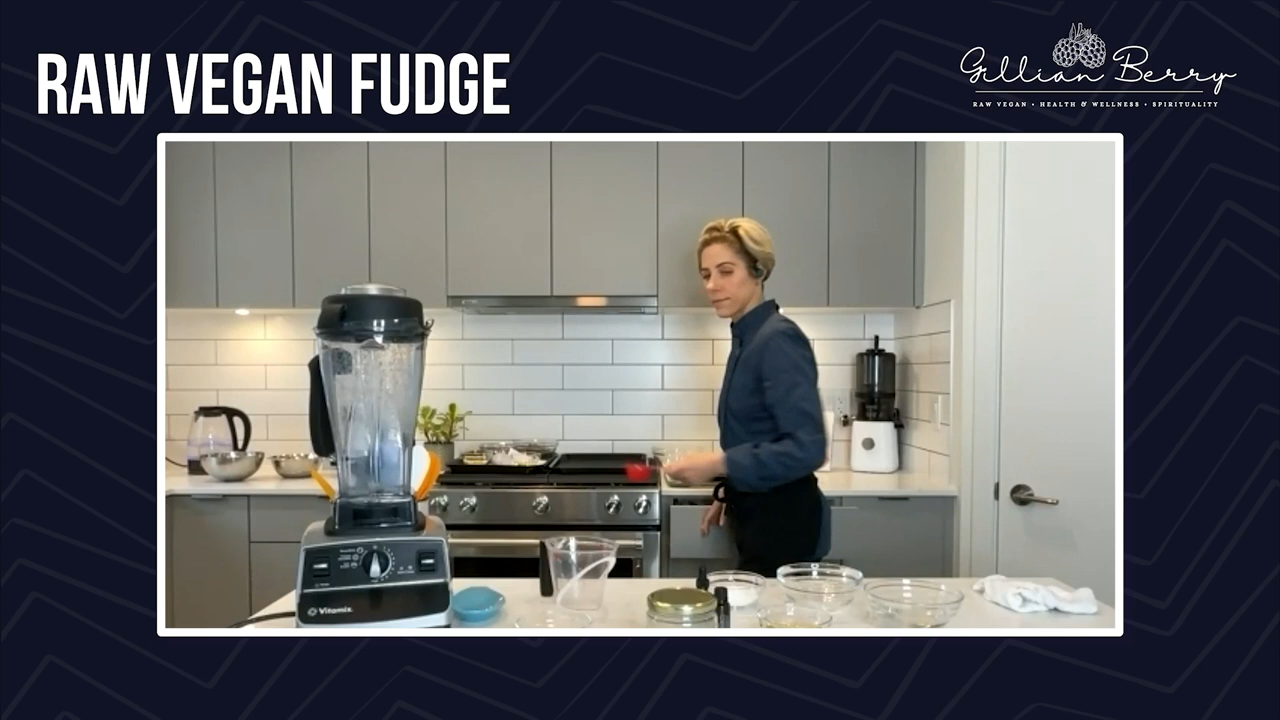 RAW VEGAN FUDGE
Gillian Berry
RAW VEGAN • HEALTH & WELLNESS • SPIRITUALITY
Vitamix